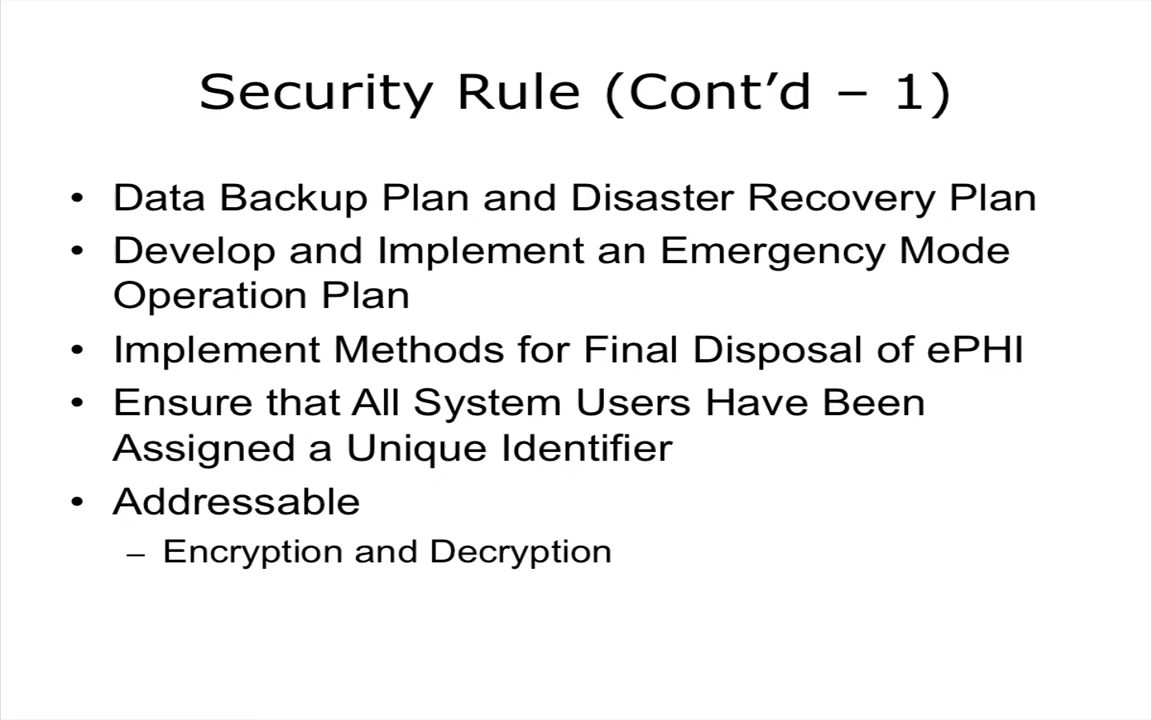 Security Rule (Cont’d – 1)
• Data Backup Plan and Disaster Recovery Plan
• Develop and Implement an Emergency Mode
Operation Plan
• Implement Methods for Final Disposal of ePHI
• Ensure that All System Users Have Been
Assigned a Unique Identifier
• Addressable
– Encryption and Decryption